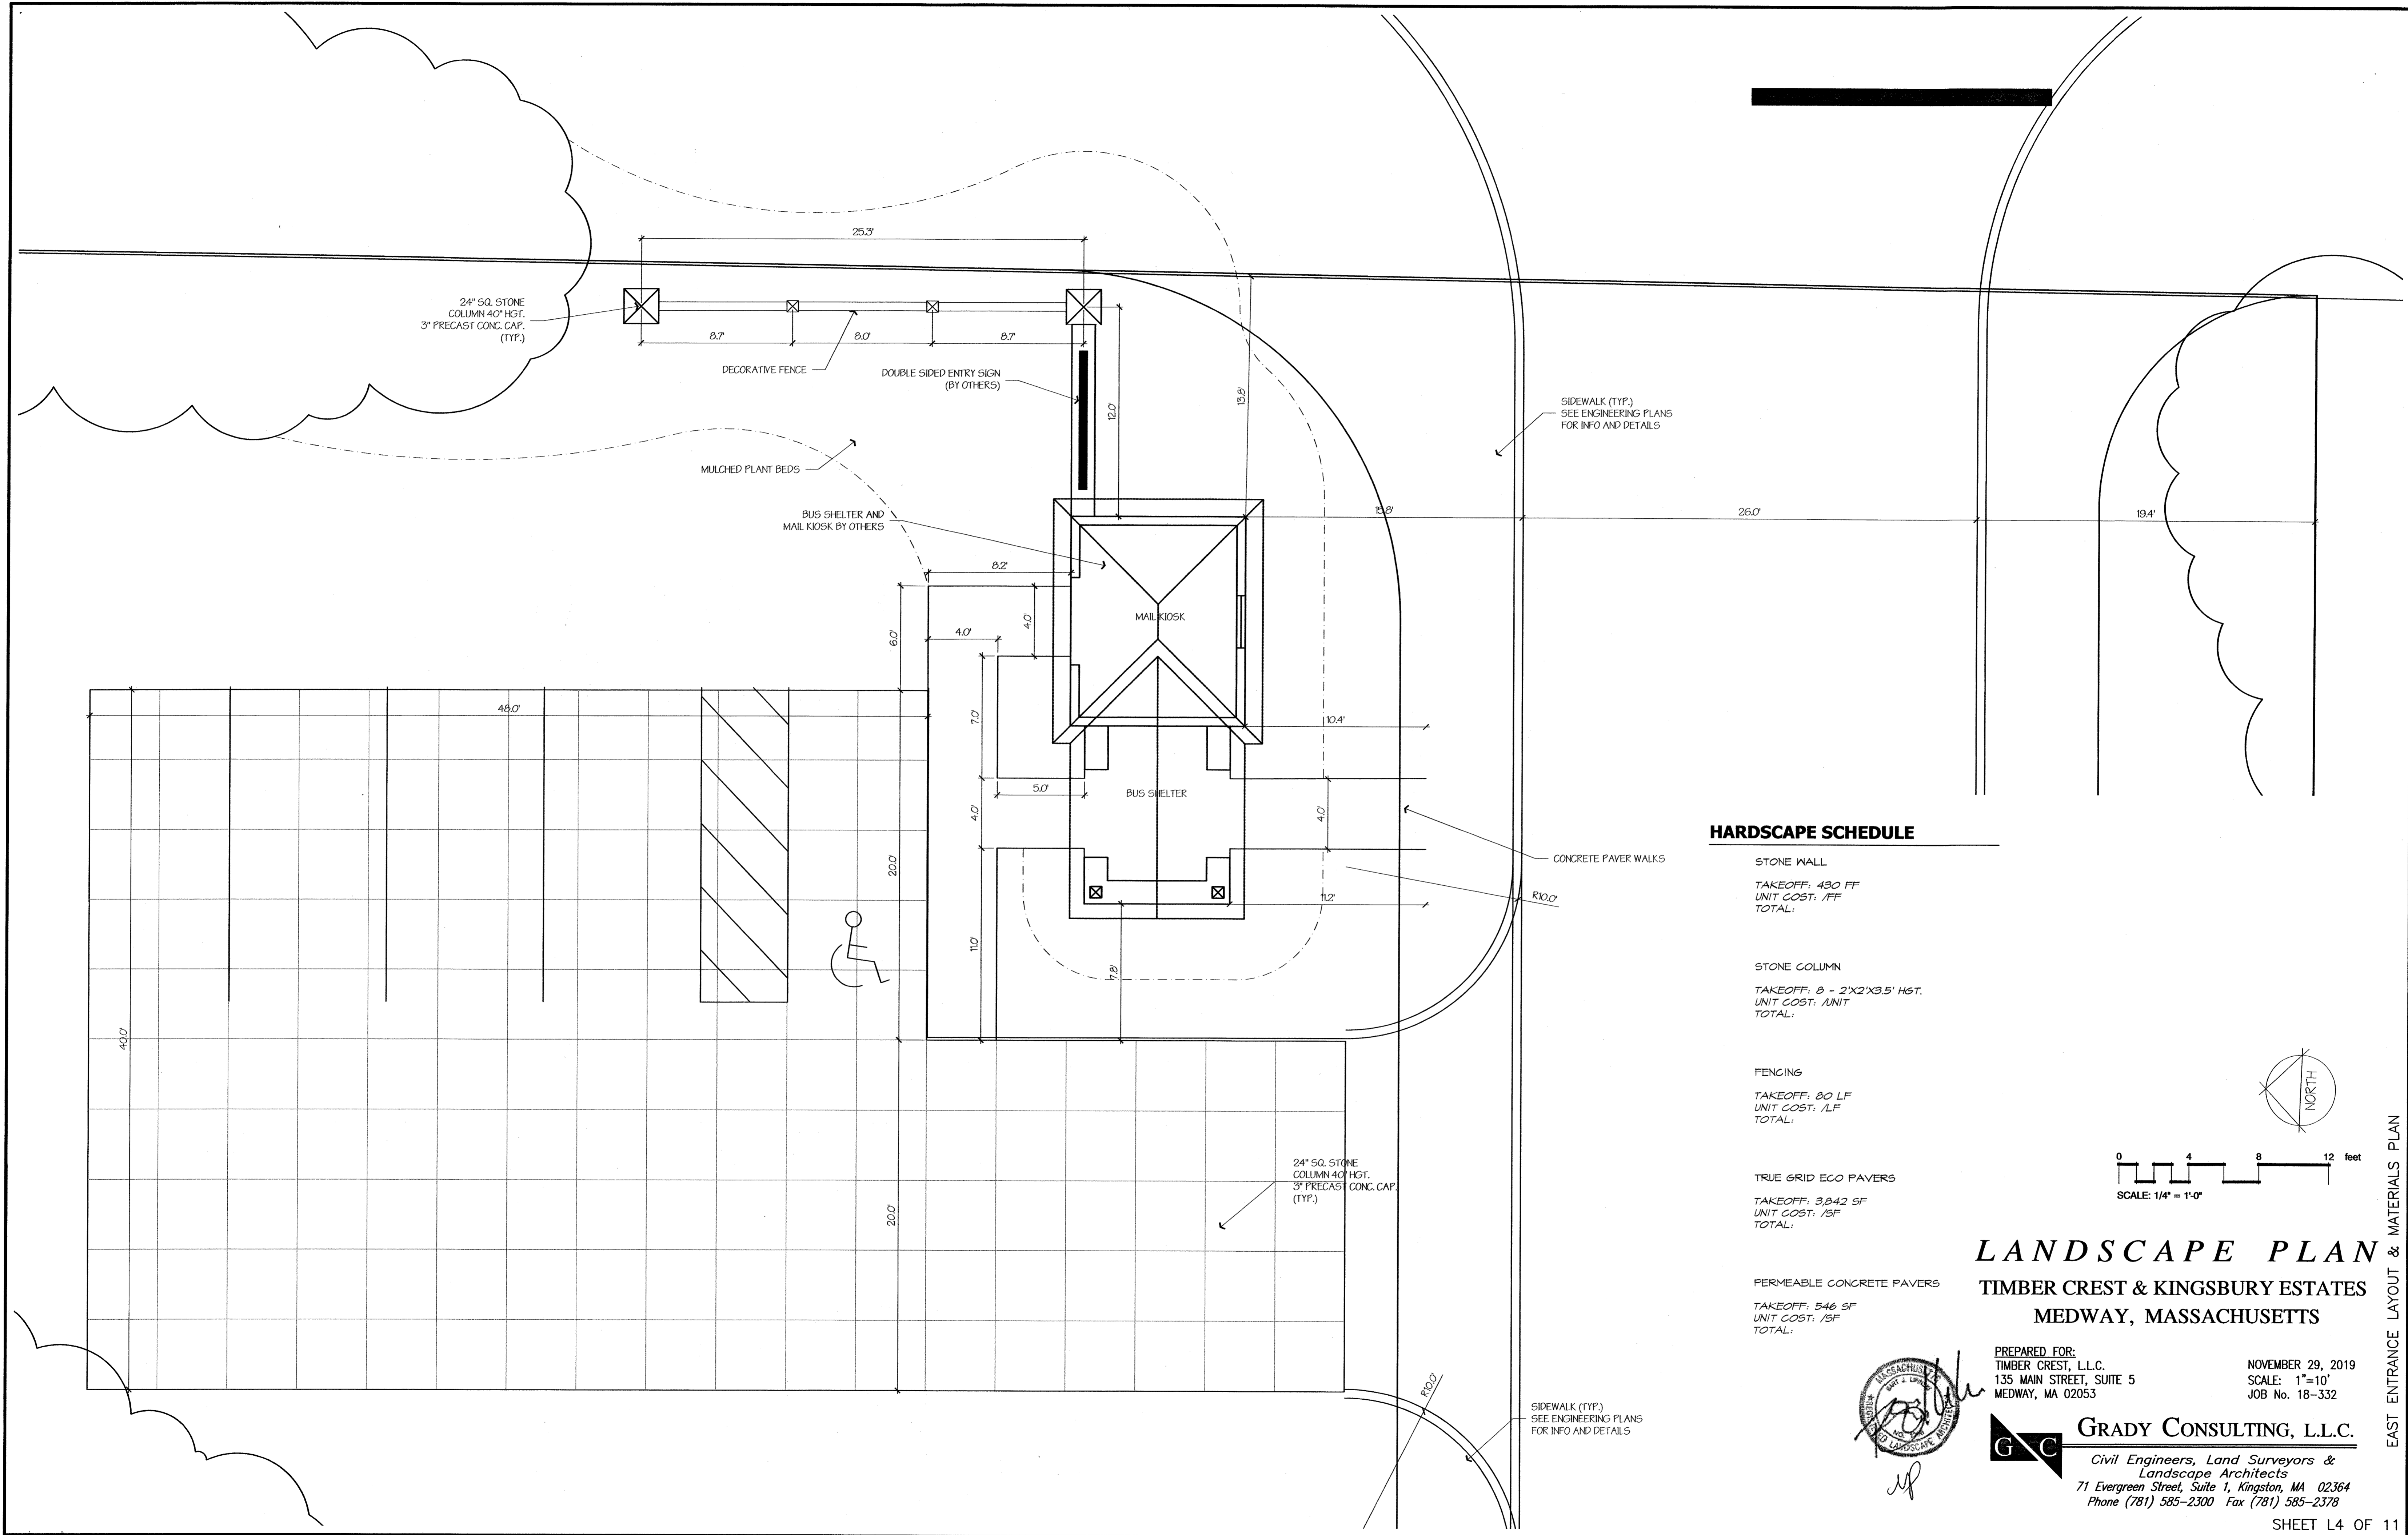 25.3'
24" SQ. STONE
COLUMN 40" HGT.
3" PRECAST CONC. CAP.
(TYP.)
8.7'
8.0'
8.7'
DECORATIVE FENCE
DOUBLE SIDED ENTRY SIGN
(BY OTHERS)
12.0'
13.8'
SIDEWALK (TYP.)
SEE ENGINEERING PLANS
FOR INFO AND DETAILS
MULCHED PLANT BEDS
BUS SHELTER AND
MAIL KIOSK BY OTHERS
15.8'
26.0'
19.4'
8.2'
4.0'
6.0'
4.0'
MAIL KIOSK
48.0'
7.0'
10.4'
5.0'
BUS SHELTER
4.0'
4.0'
CONCRETE PAVER WALKS
20.0'
11.2'
R10.0'
11.0'
7.8'
40.0'
24" SQ. STONE
COLUMN 40" HGT.
3" PRECAST CONC. CAP.
(TYP.)
20.0'
R10.0'
SIDEWALK (TYP.)
SEE ENGINEERING PLANS
FOR INFO AND DETAILS
HARDSCAPE SCHEDULE
STONE WALL
TAKEOFF: 430 FF
UNIT COST: /FF
TOTAL:
STONE COLUMN
TAKEOFF: 8 - 2'X2'X3.5' HGT.
UNIT COST: /UNIT
TOTAL:
FENCING
TAKEOFF: 80 LF
UNIT COST: /LF
TOTAL:
TRUE GRID ECO PAVERS
TAKEOFF: 3,842 SF
UNIT COST: /SF
TOTAL:
PERMEABLE CONCRETE PAVERS
TAKEOFF: 546 SF
UNIT COST: /SF
TOTAL:
NORTH
0 4 8 12 feet
SCALE: 1/4" = 1'-0"
LANDSCAPE PLAN
TIMBER CREST & KINGSBURY ESTATES
MEDWAY, MASSACHUSETTS
PREPARED FOR:
TIMBER CREST, L.L.C.
135 MAIN STREET, SUITE 5
MEDWAY, MA 02053
NOVEMBER 29, 2019
SCALE: 1"=10'
JOB No. 18-332
MASSACHUSETTS
REGISTERED LANDSCAPE ARCHITECT
G C
GRADY CONSULTING, L.L.C.
Civil Engineers, Land Surveyors &
Landscape Architects
71 Evergreen Street, Suite 1, Kingston, MA 02364
Phone (781) 585-2300 Fax (781) 585-2378
EAST ENTRANCE LAYOUT & MATERIALS PLAN
SHEET L4 OF 11